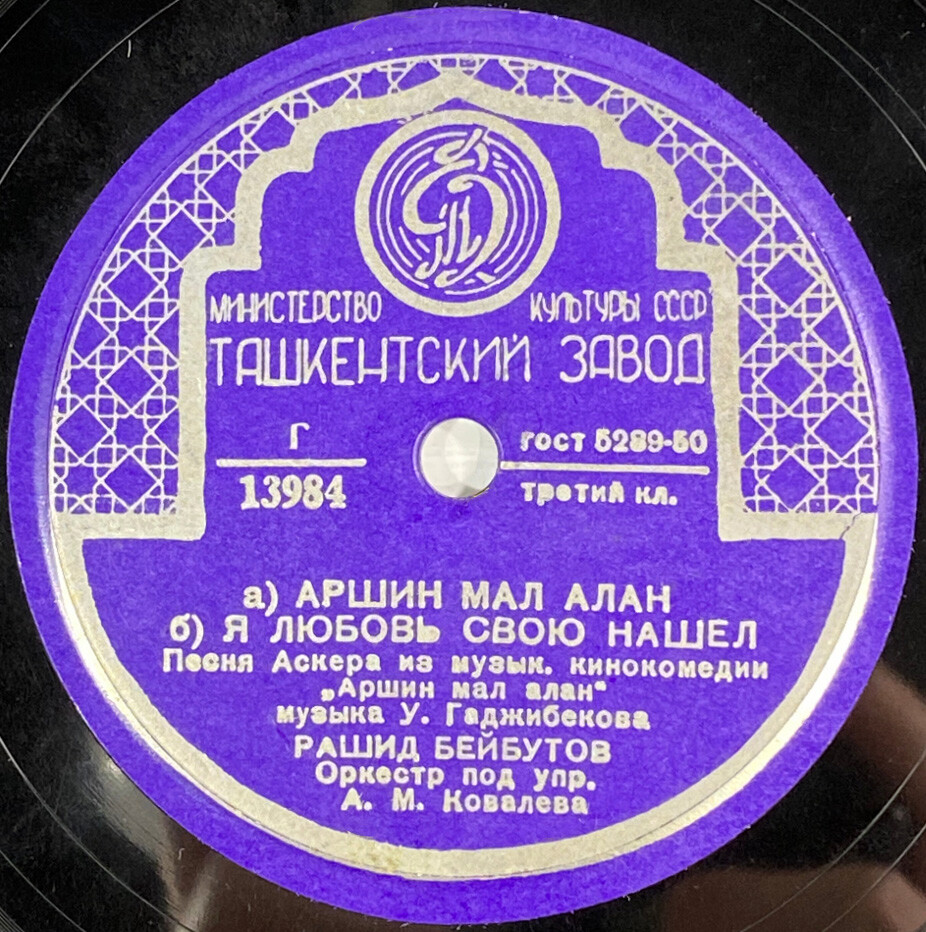 МИНИСТЕРСТВО КУЛЬТУРЫ СССР
ТАШКЕНТСКИЙ ЗАВОД
Г
13984
ГОСТ 5289-50
третий кл.
а) АРШИН МАЛ АЛАН
б) Я ЛЮБОВЬ СВОЮ НАШЕЛ
Песня Аскера из музык. кинокомедии
„Аршин мал алан“
музыка У. Гаджибекова
РАШИД БЕЙБУТОВ
Оркестр под упр.
А. М. Ковалева